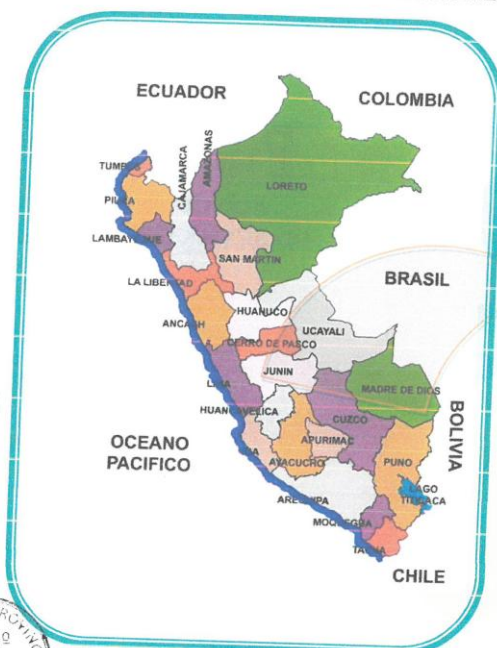 ECUADOR
COLOMBIA
TUMBES
CAJAMARCA
AMAZONAS
PIURA
LORETO
LAMBAYEQUE
SAN MARTIN
LA LIBERTAD
BRASIL
HUANUCO
ANCASH
UCAYALI
CERRO DE PASCO
JUNIN
LIMA
MADRE DE DIOS
HUANCAVELICA
CUZCO
OCEANO
PACIFICO
APURIMAC
BOLIVIA
AYACUCHO
PUNO
LAGO
TITICACA
AREQUIPA
MOQUEGUA
TACNA
CHILE